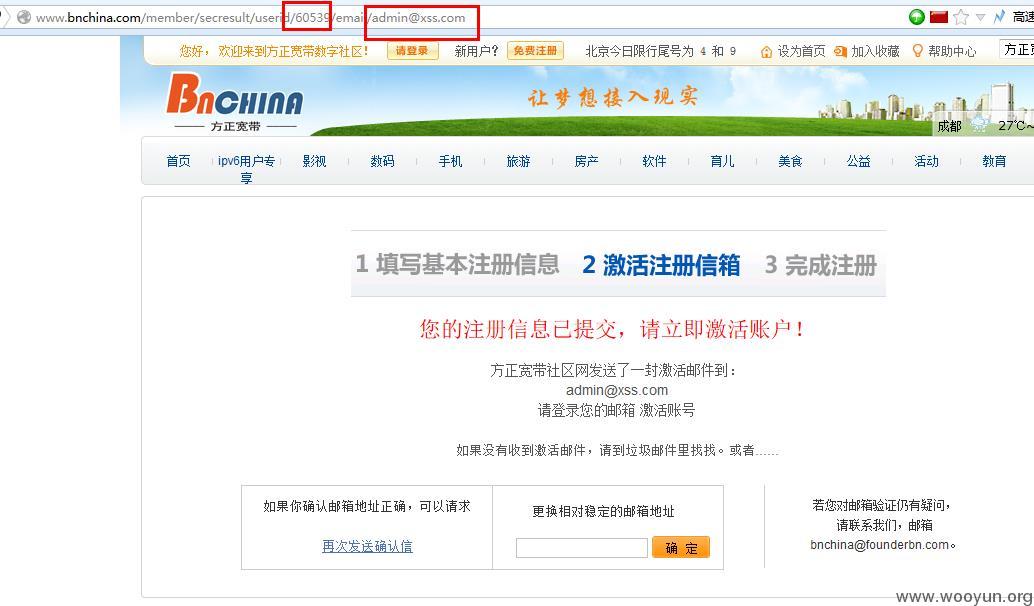 www.bnchina.com/member/secresult/userid/60539/email/admin@xss.com
高速
您好，欢迎来到方正宽带数字社区！ 请登录 新用户？ 免费注册 北京今日限行尾号为 4 和 9 设为首页 加入收藏 帮助中心 方正
BNCHINA
方正宽带
让梦想接入现实
成都 27℃~
首页 ipv6用户专享 影视 数码 手机 旅游 房产 软件 育儿 美食 公益 活动 教育
1 填写基本注册信息 2 激活注册信箱 3 完成注册
您的注册信息已提交，请立即激活账户！
方正宽带社区网发送了一封激活邮件到：
admin@xss.com
请登录您的邮箱 激活账号
如果没有收到激活邮件，请到垃圾邮件里找找。或者......
如果你确认邮箱地址正确，可以请求
再次发送确认信
更换相对稳定的邮箱地址
确 定
若您对邮箱验证仍有疑问，
请联系我们，邮箱
bnchina@founderbn.com。
www.wooyun.org